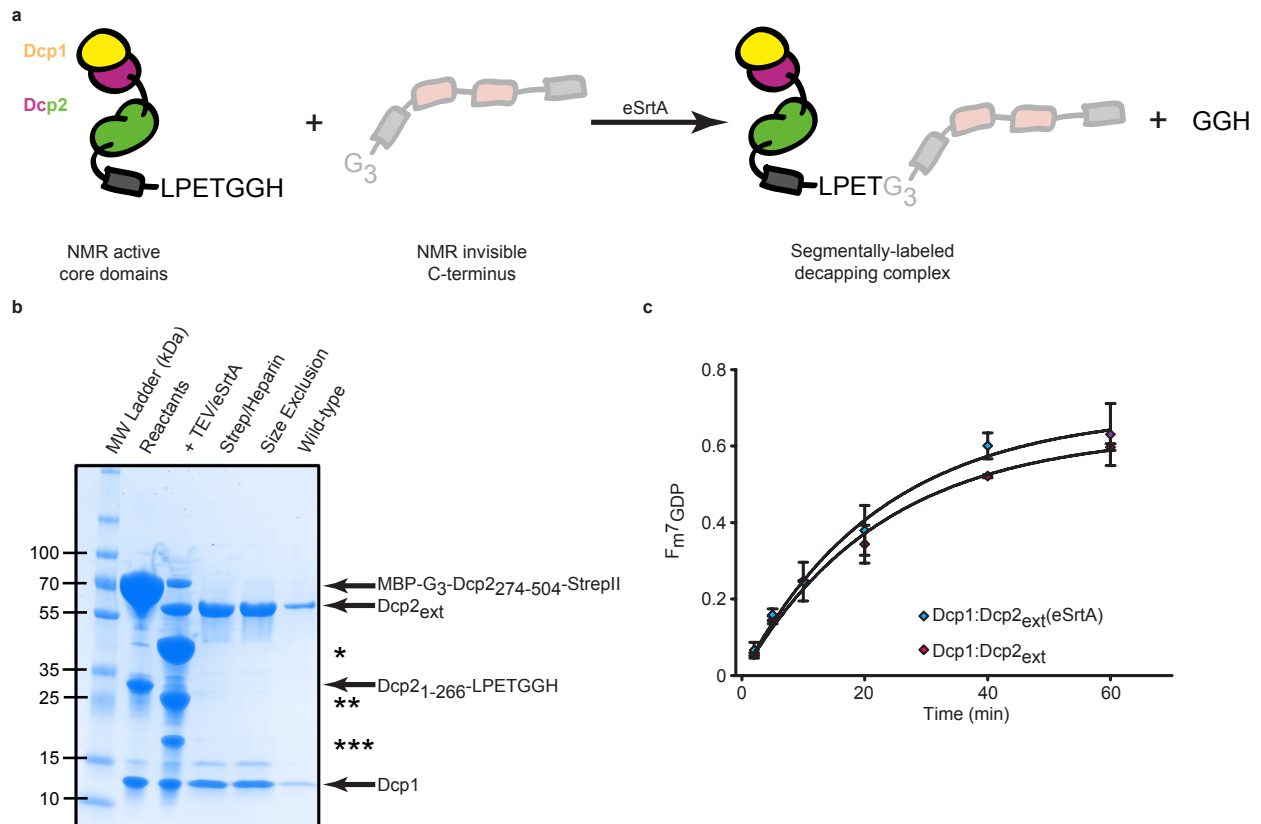 a
Dcp1
Dcp2
+
eSrtA
+
GGH
G3
LPETGGH
LPETG3
NMR active
core domains
NMR invisible
C-terminus
Segmentally-labeled
decapping complex
b
MW Ladder (kDa)
Reactants
+ TEV/eSrtA
Strep/Heparin
Size Exclusion
Wild-type
100
70
55
35
25
15
10
MBP-G3-Dcp2274-504-StrepII
Dcp2ext
*
Dcp21-266-LPETGGH
**
***
Dcp1
c
Fm7GDP
0.8
0.6
0.4
0.2
0
0
20
40
60
Time (min)
Dcp1:Dcp2ext(eSrtA)
Dcp1:Dcp2ext